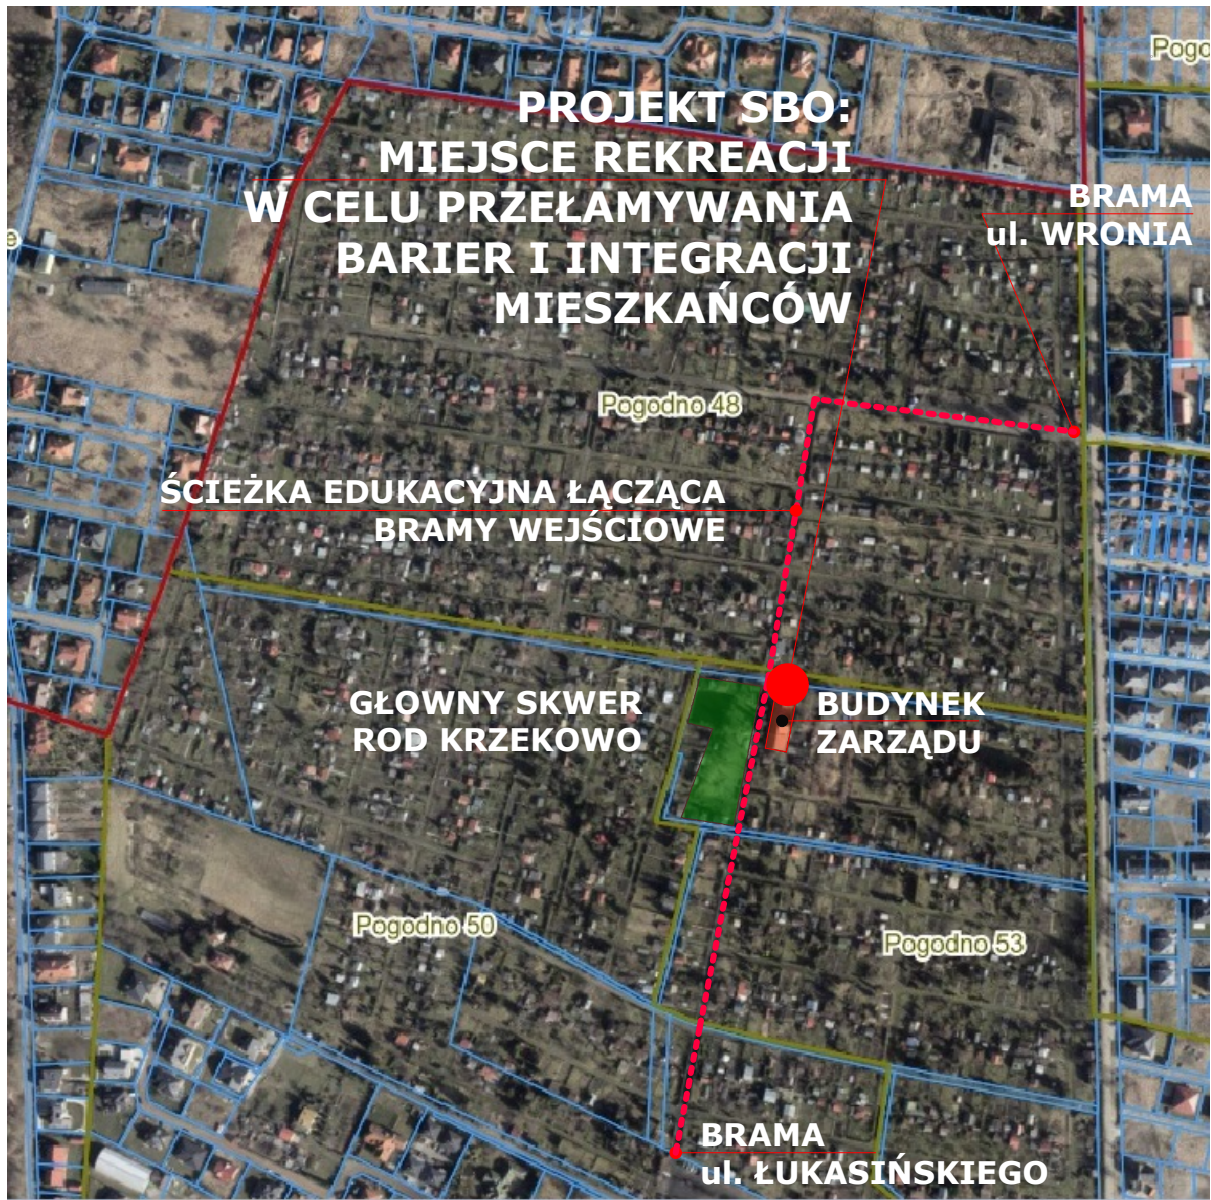 Pogo
PROJEKT SBO:
MIEJSCE REKREACJI
W CELU PRZEŁAMYWANIA
BARIER I INTEGRACJI
MIESZKAŃCÓW
BRAMA
ul. WRONIA
e
Pogodno 48
ŚCIEŻKA EDUKACYJNA ŁĄCZĄCA
BRAMY WEJŚCIOWE
GŁOWNY SKWER
ROD KRZEKOWO
BUDYNEK
ZARZĄDU
Pogodno 50
Pogodno 53
BRAMA
ul. ŁUKASIŃSKIEGO